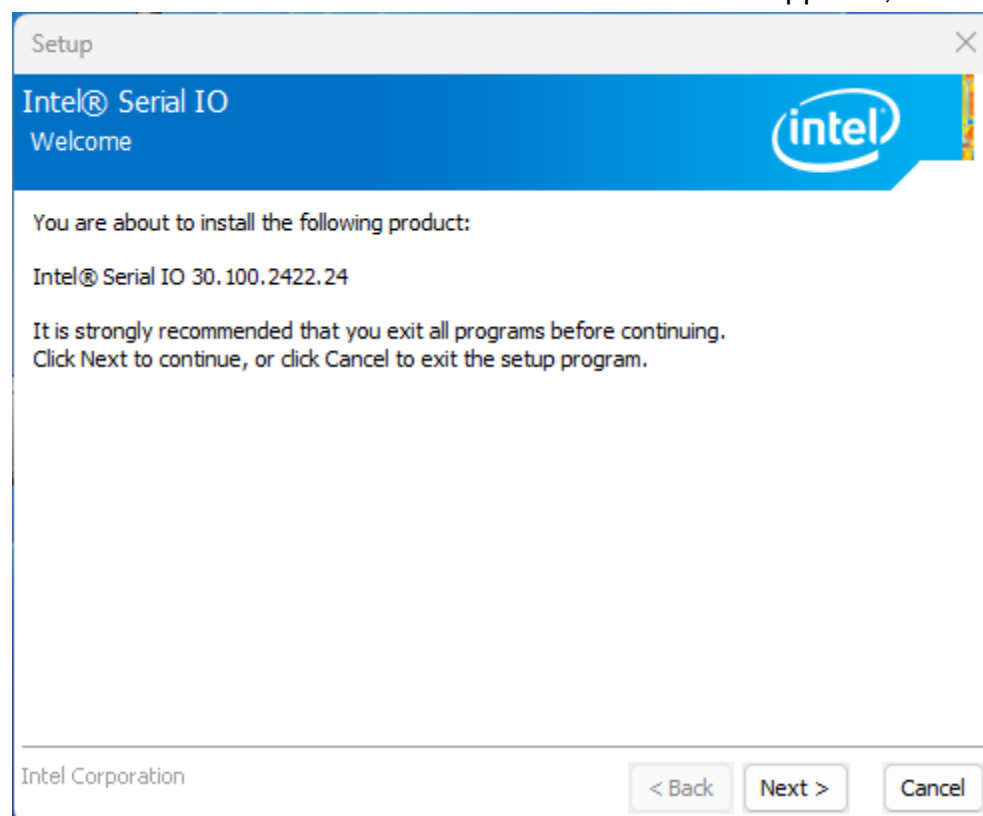 Setup
Intel® Serial IO
Welcome
intel
You are about to install the following product:
Intel® Serial IO 30.100.2422.24
It is strongly recommended that you exit all programs before continuing.
Click Next to continue, or click Cancel to exit the setup program.
Intel Corporation
< Back
Next >
Cancel